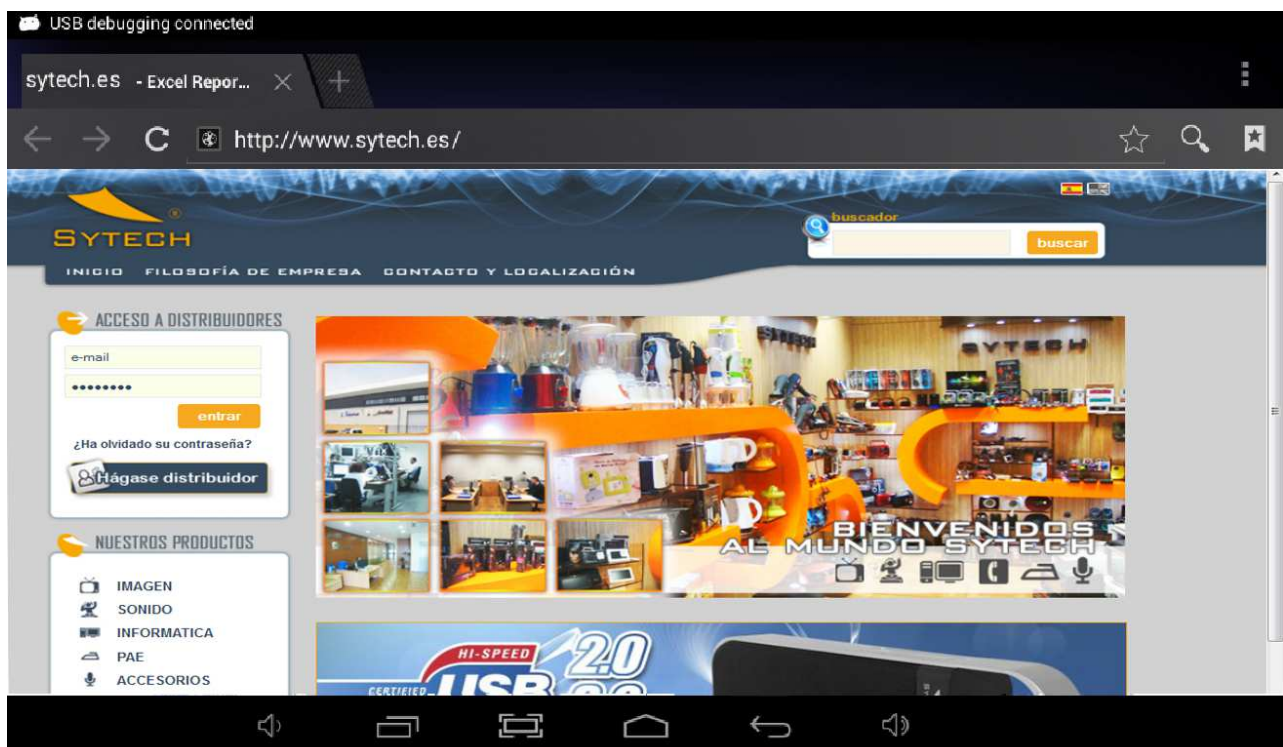 USB debugging connected
sytech.es - Excel Repor...
http://www.sytech.es/
SYTECH
®
buscador
buscar
INICIO FILOSOFÍA DE EMPRESA CONTACTO Y LOCALIZACIÓN
ACCESO A DISTRIBUIDORES
e-mail
••••••••
entrar
¿Ha olvidado su contraseña?
Hágase distribuidor
SYTECH
BIENVENIDOS
AL MUNDO SYTECH
NUESTROS PRODUCTOS
IMAGEN
SONIDO
INFORMATICA
PAE
ACCESORIOS
HI-SPEED
2.0
CERTIFIED
USB